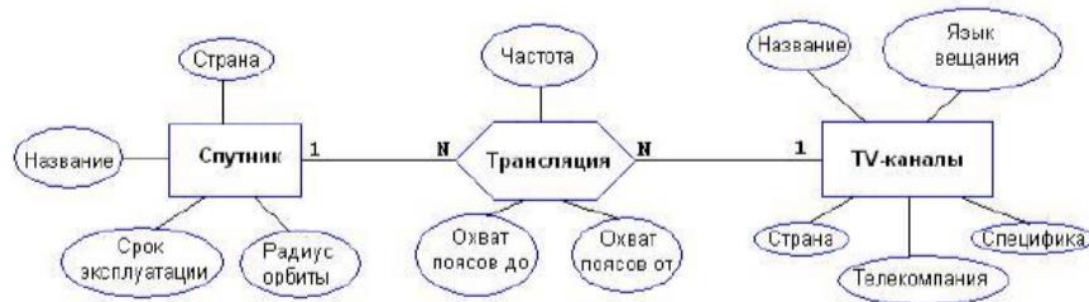 Страна
Название
Спутник
1
Срок
эксплуатации
Радиус
орбиты
N
Частота
Трансляция
N
Охват
поясов до
Охват
поясов от
Название
Язык
вещания
1
TV-каналы
Страна
Телекомпания
Специфика